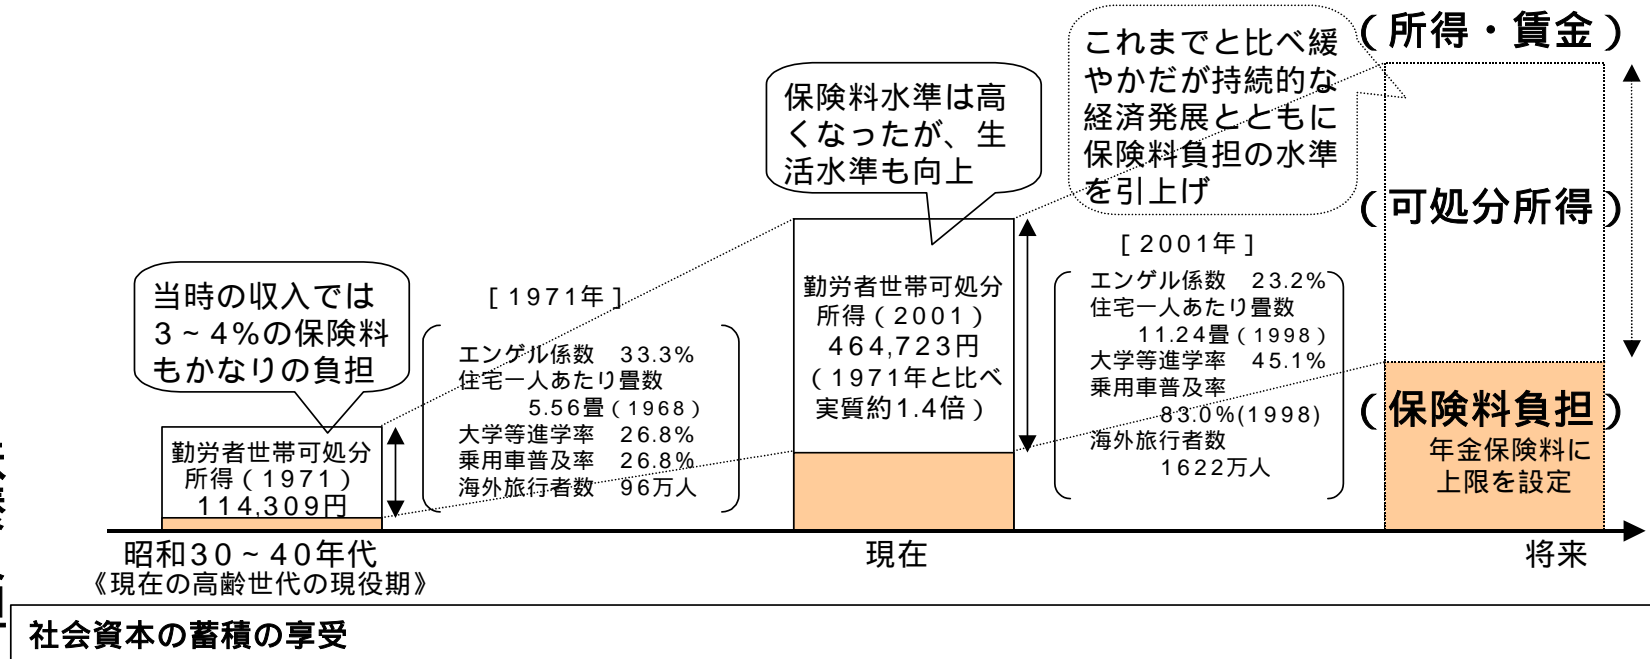 （所得・賃金）
これまでと比べ緩
やかだが持続的な
経済発展とともに
保険料負担の水準
を引上げ
保険料水準は高
くなったが、生
活水準も向上
（可処分所得）
当時の収入では
3～4%の保険料
もかなりの負担
［1971年］
エンゲル係数 33.3%
住宅一人あたり畳数
5.56畳（1968）
大学等進学率 26.8%
乗用車普及率 26.8%
海外旅行者数 96万人
勤労者世帯可処分
所得（2001）
464,723円
（1971年と比べ
実質約1.4倍）
［2001年］
エンゲル係数 23.2%
住宅一人あたり畳数
11.24畳（1998）
大学等進学率 45.1%
乗用車普及率
83.0%(1998)
海外旅行者数
1622万人
（保険料負担）
年金保険料に
上限を設定
勤労者世帯可処分
所得（1971）
114,309円
昭和30～40年代
《現在の高齢世代の現役期》
現在
将来
社会資本の蓄積の享受